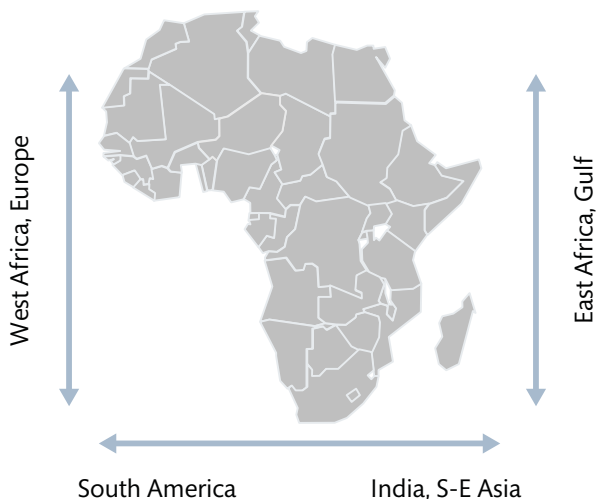 West Africa, Europe
East Africa, Gulf
South America
India, S-E Asia